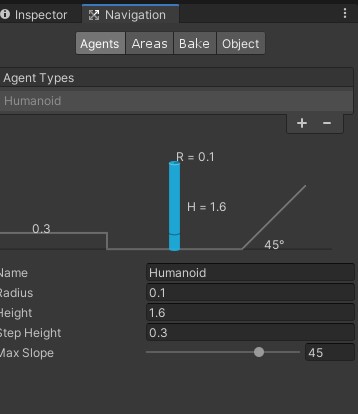 Inspector Navigation
Agents Areas Bake Object
Agent Types
Humanoid
+ −
R = 0.1
H = 1.6
0.3
45°
Name Humanoid
Radius 0.1
Height 1.6
Step Height 0.3
Max Slope 45